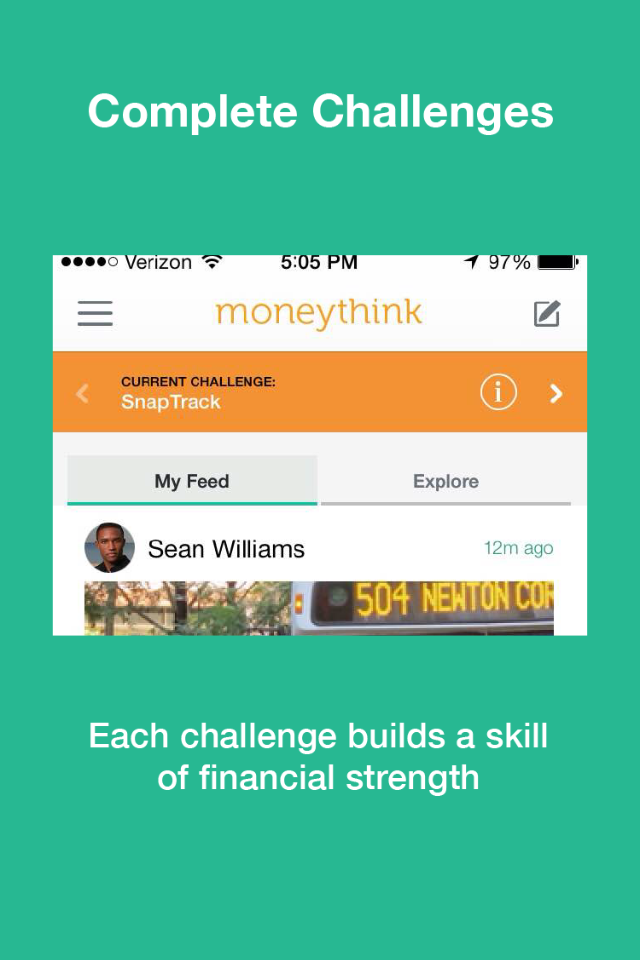 Complete Challenges
Verizon 5:05 PM 97%
moneythink
CURRENT CHALLENGE:
SnapTrack
My Feed Explore
Sean Williams 12m ago
504 NEWTON COR
Each challenge builds a skill
of financial strength